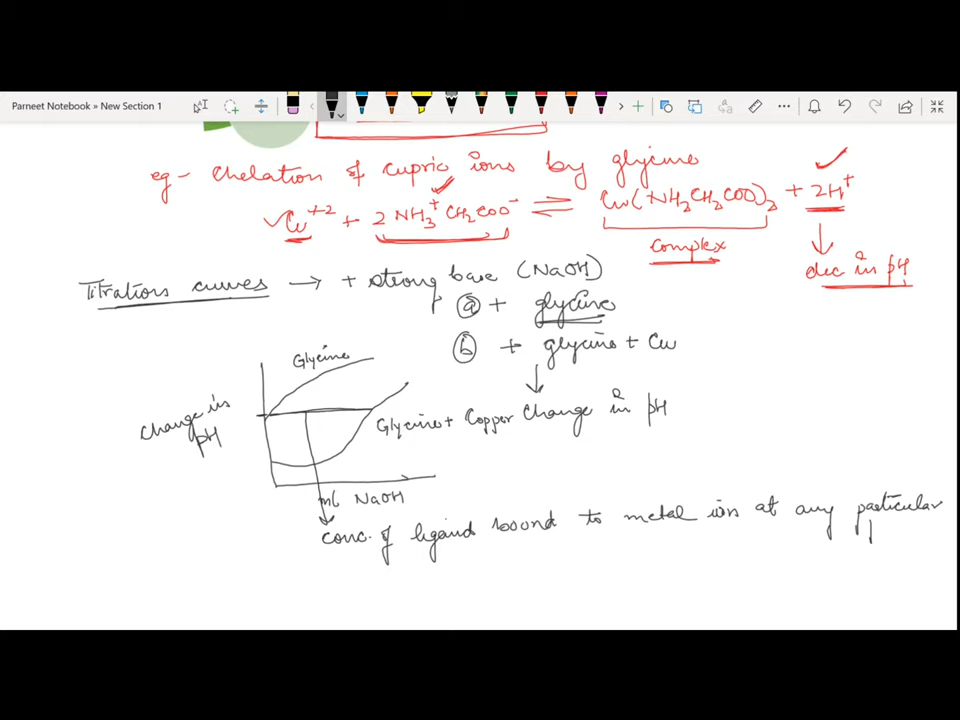 Parneet Notebook » New Section 1
eg - Chelation of cupric ions by glycine
Cu+2 + 2 NH3+ CH2COO- ⇌ Cu(NH2CH2COO)2 + 2H+
Complex
dec in pH
Titration curves → + strong base (NaOH)
(a) + glycine
(b) + glycine + Cu
Glycine
Change in pH
Glycine + Copper
Change in pH
ml NaOH
conc. of ligand bound to metal ion at any particular